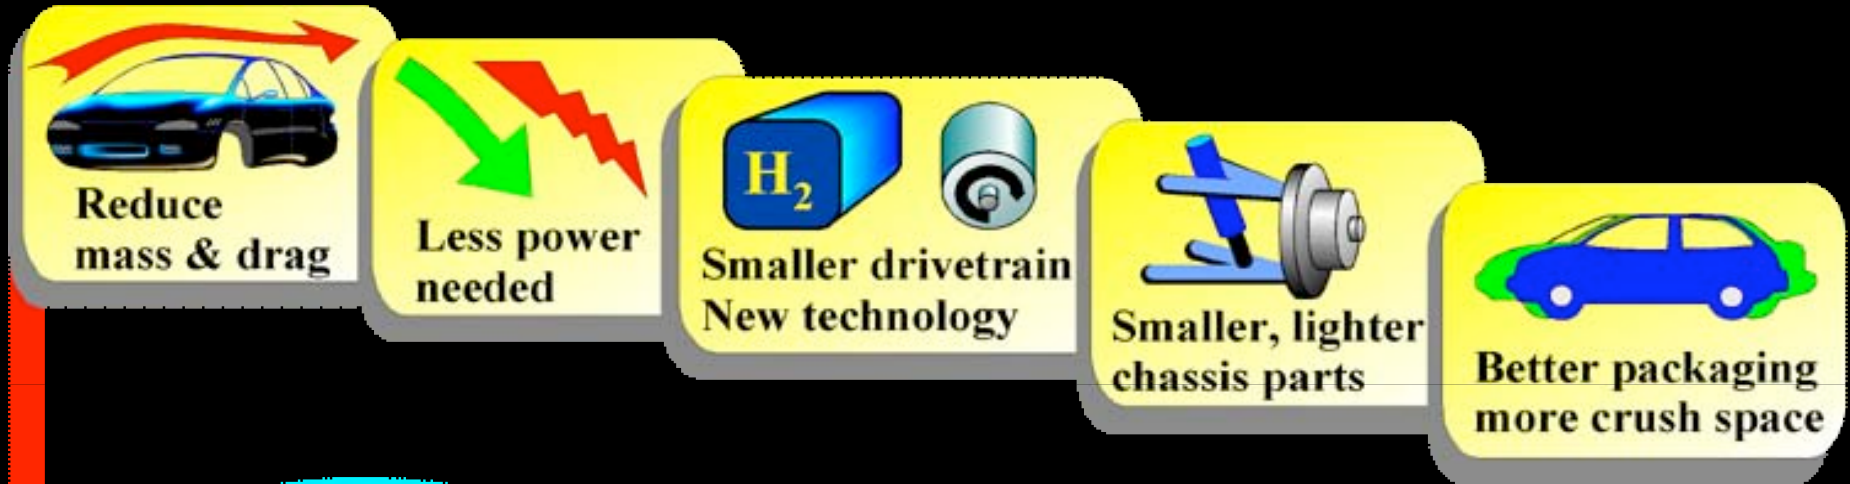 Reduce
mass & drag
Less power
needed
H2
Smaller drivetrain
New technology
Smaller, lighter
chassis parts
Better packaging
more crush space